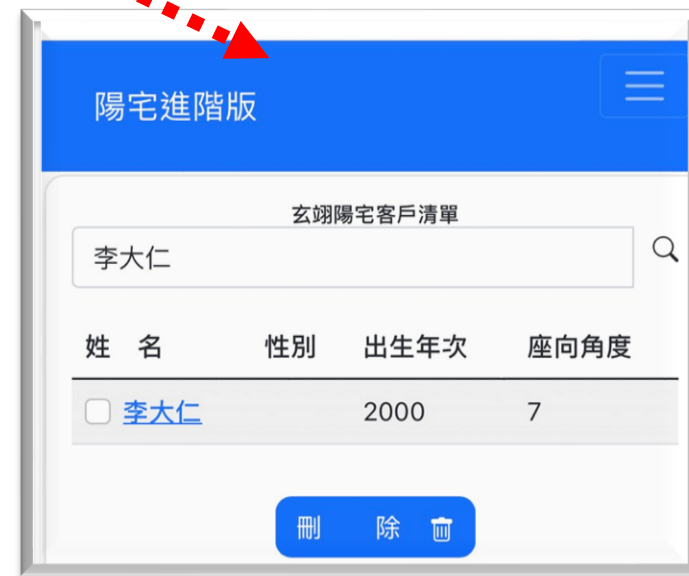 陽宅進階版
玄翊陽宅客戶清單
李大仁
姓 名 性別 出生年次 座向角度
李大仁 2000 7
刪 除